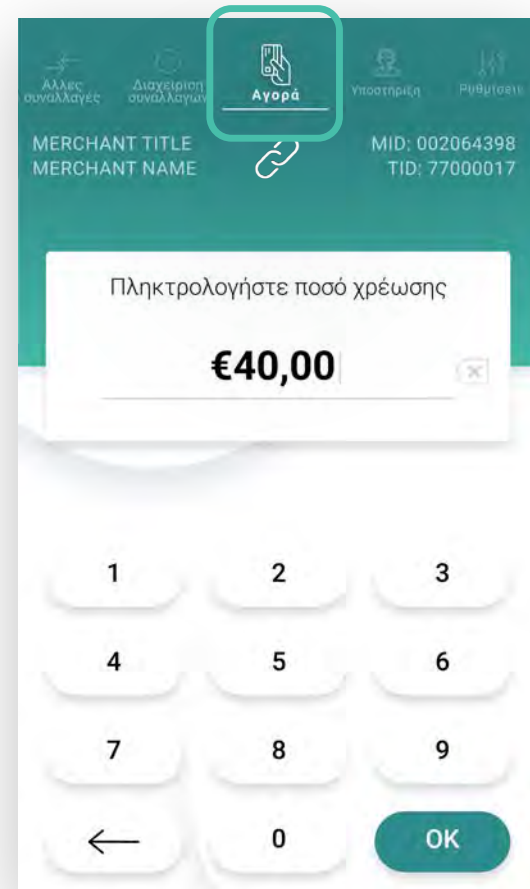 Άλλες
συναλλαγές
Διαχείριση
συναλλαγών
Αγορά
Υποστήριξη
Ρυθμίσεις
MERCHANT TITLE
MERCHANT NAME
MID: 002064398
TID: 77000017
Πληκτρολογήστε ποσό χρέωσης
€40,00
1 2 3
4 5 6
7 8 9
0 OK